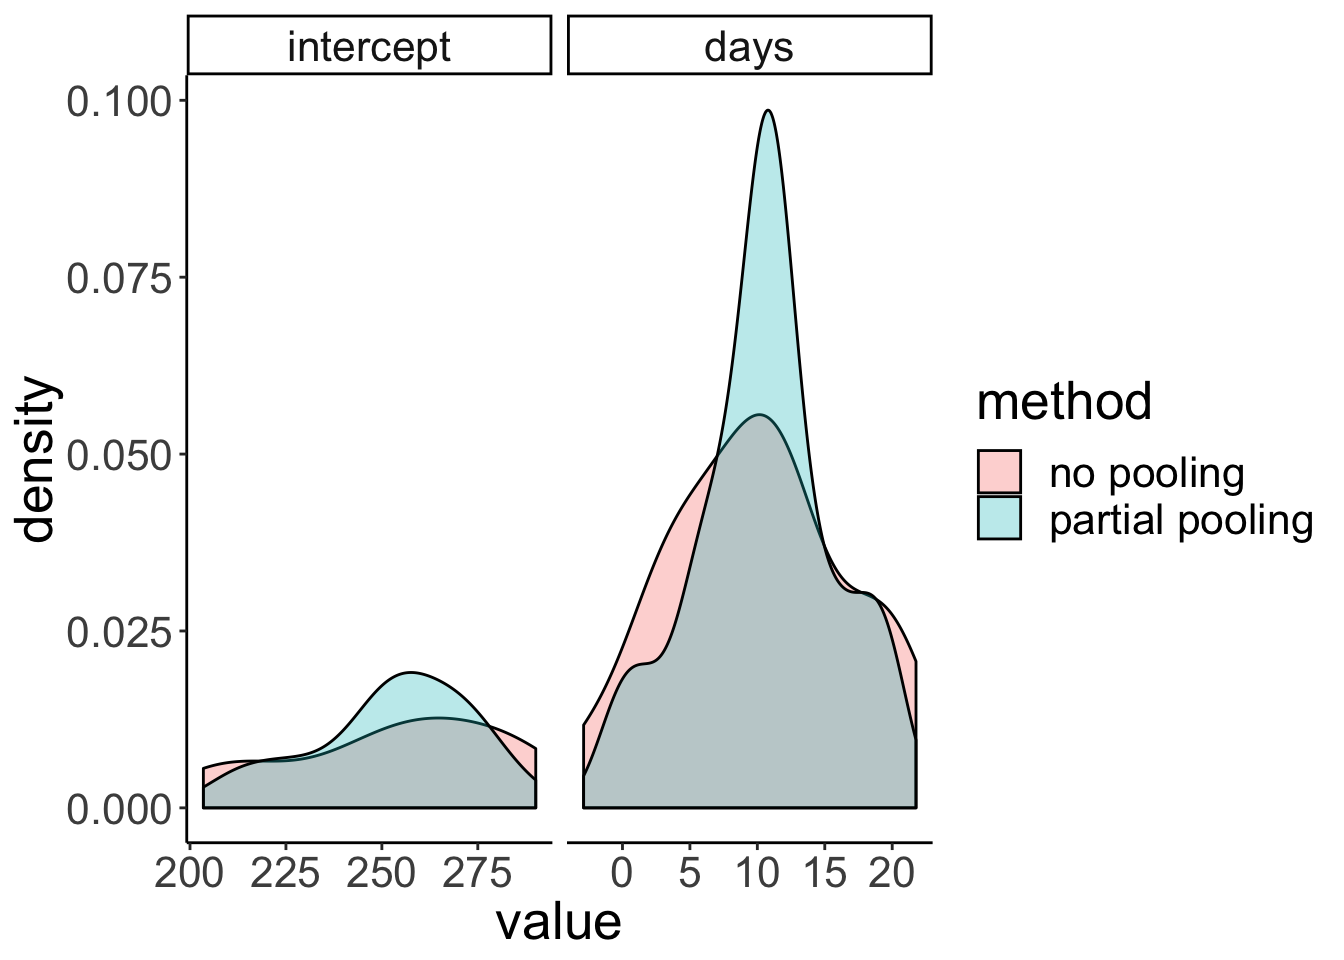 intercept
days
0.100
0.075
0.050
0.025
0.000
density
200 225 250 275
0 5 10 15 20
value
method
no pooling
partial pooling